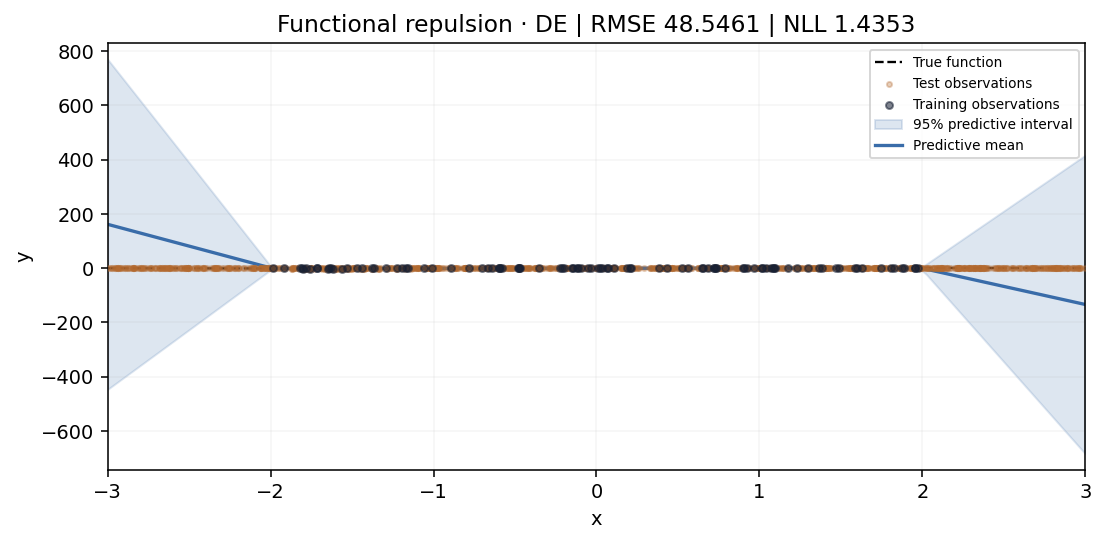 Functional repulsion · DE | RMSE 48.5461 | NLL 1.4353
800
600
400
200
0
−200
−400
−600
y
True function
Test observations
Training observations
95% predictive interval
Predictive mean
−3
−2
−1
0
1
2
3
x